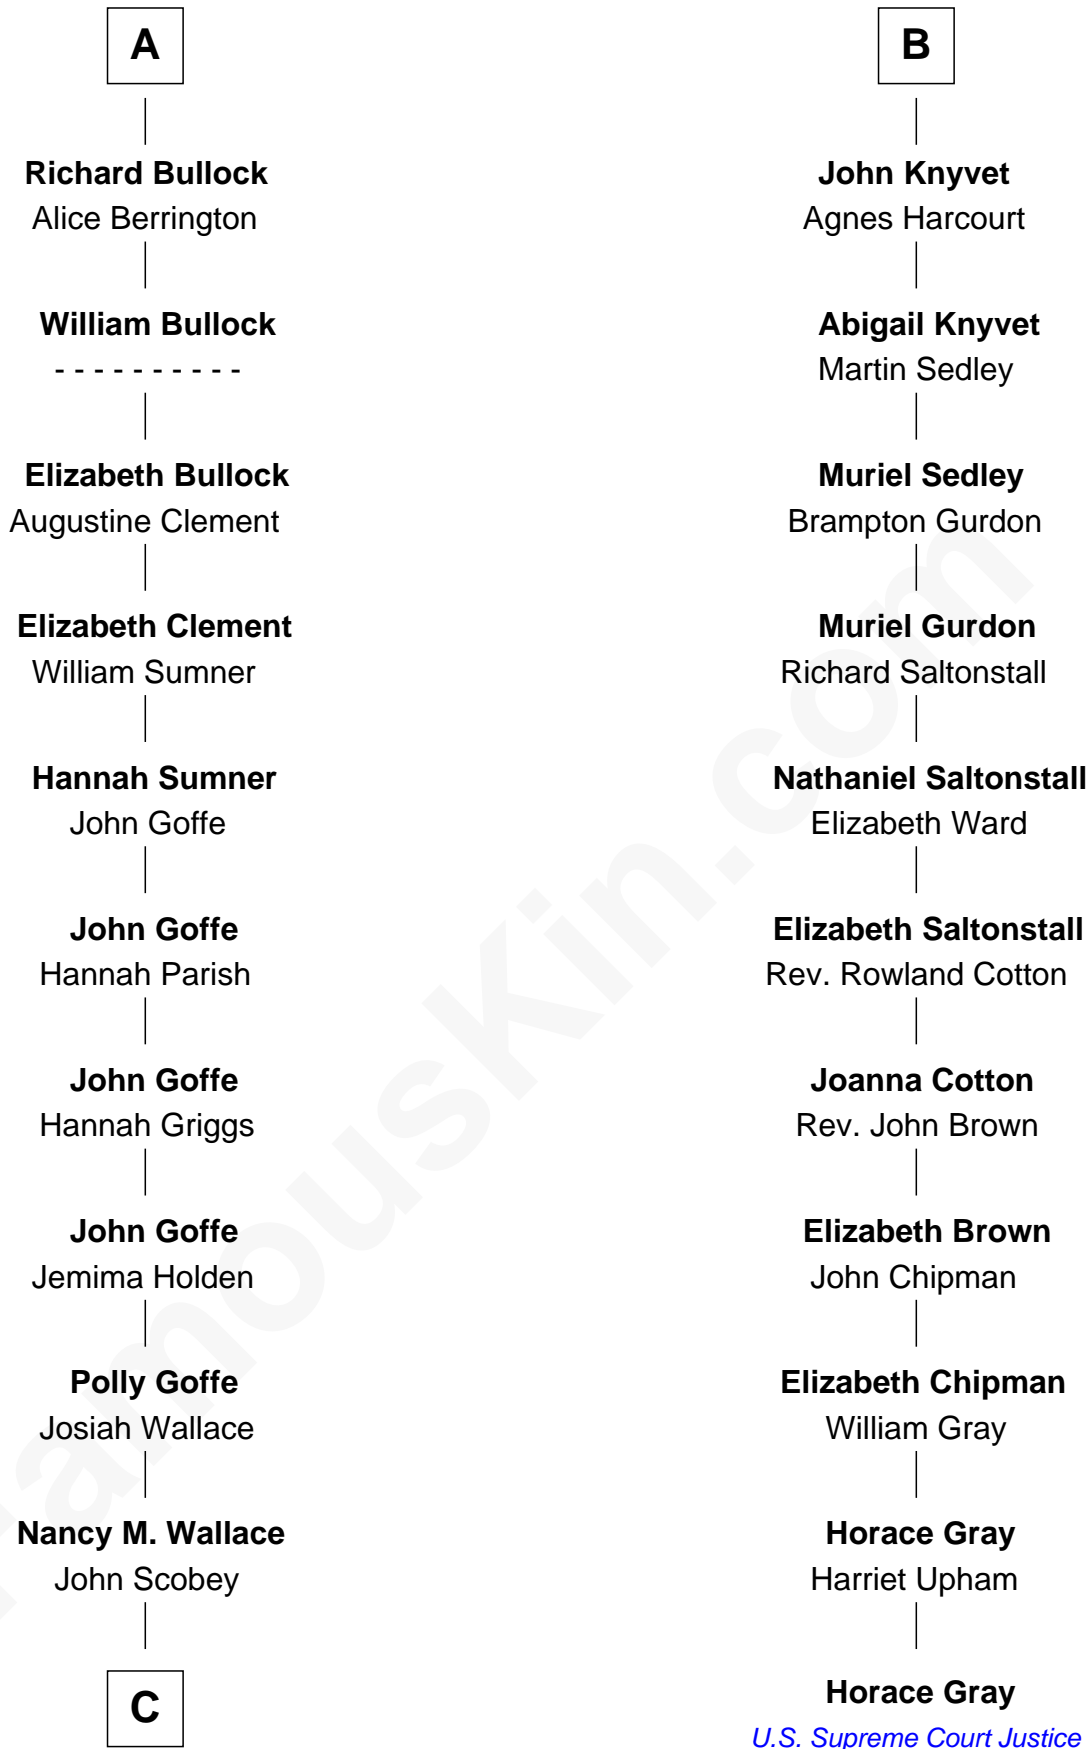 A
Richard Bullock
Alice Berrington
William Bullock
- - - - - - - - - -
Elizabeth Bullock
Augustine Clement
Elizabeth Clement
William Sumner
Hannah Sumner
John Goffe
John Goffe
Hannah Parish
John Goffe
Hannah Griggs
John Goffe
Jemima Holden
Polly Goffe
Josiah Wallace
Nancy M. Wallace
John Scobey
C
B
John Knyvet
Agnes Harcourt
Abigail Knyvet
Martin Sedley
Muriel Sedley
Brampton Gurdon
Muriel Gurdon
Richard Saltonstall
Nathaniel Saltonstall
Elizabeth Ward
Elizabeth Saltonstall
Rev. Rowland Cotton
Joanna Cotton
Rev. John Brown
Elizabeth Brown
John Chipman
Elizabeth Chipman
William Gray
Horace Gray
Harriet Upham
Horace Gray
U.S. Supreme Court Justice
FamousKin.com